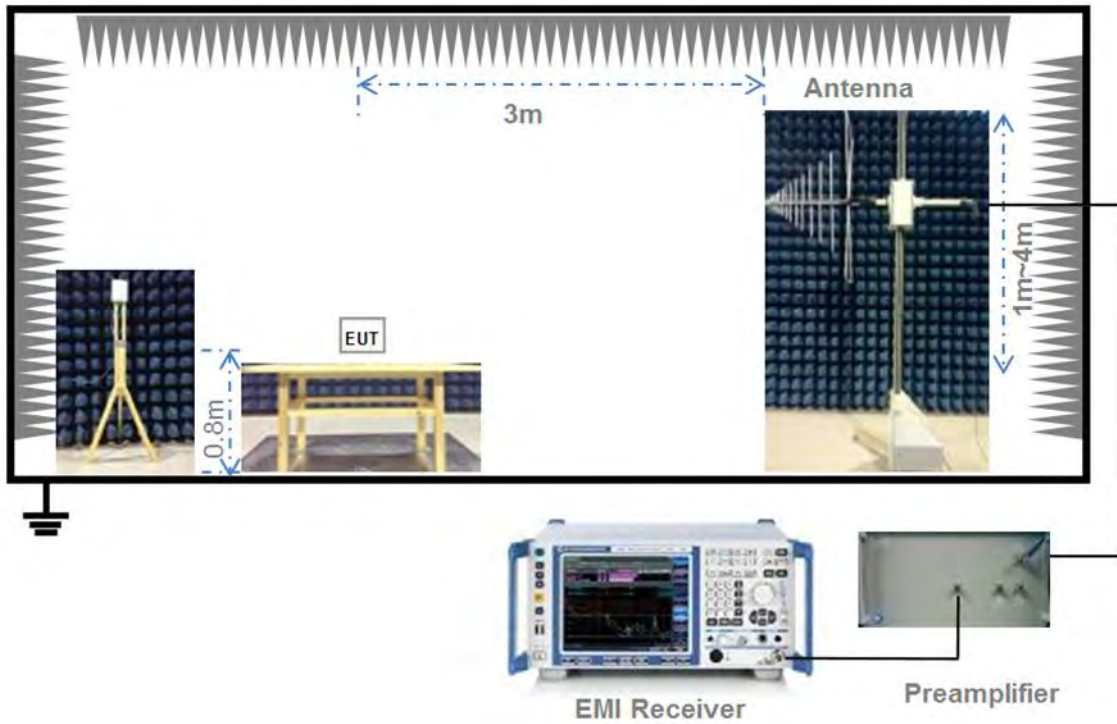 Antenna
3m
1m~4m
EUT
0.8m
EMI Receiver
Preamplifier